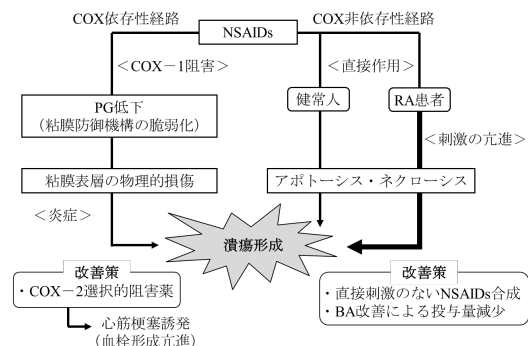 COX依存性経路
NSAIDs
COX非依存性経路
＜COX－1阻害＞
＜直接作用＞
PG低下
（粘膜防御機構の脆弱化）
健常人
RA患者
＜刺激の亢進＞
粘膜表層の物理的損傷
アポトーシス・ネクローシス
＜炎症＞
潰瘍形成
改善策
・COX－2選択的阻害薬
心筋梗塞誘発
（血栓形成亢進）
改善策
・直接刺激のないNSAIDs合成
・BA改善による投与量減少